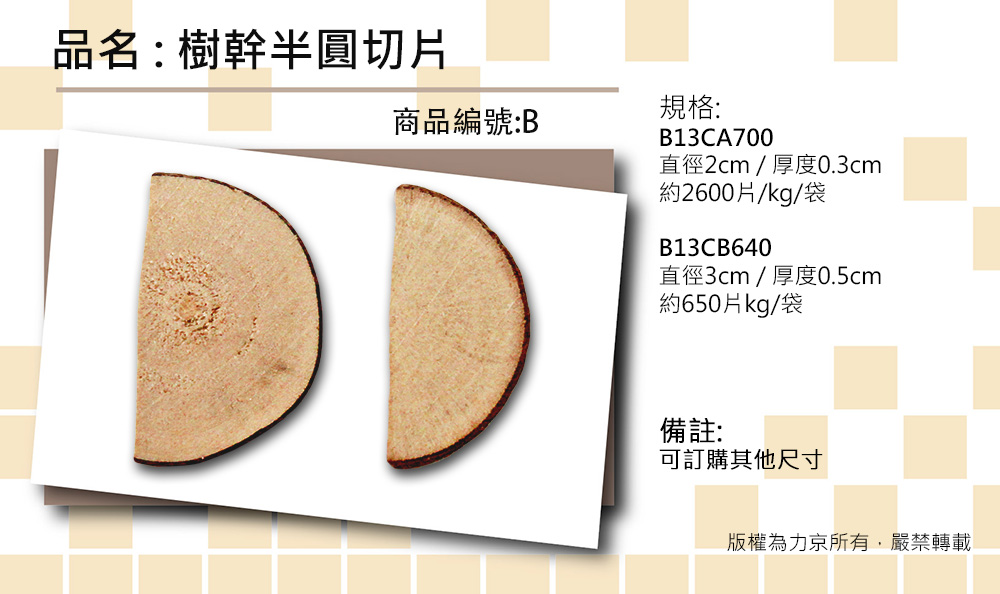 品名 : 樹幹半圓切片
商品編號:B
規格:
B13CA700
直徑2cm / 厚度0.3cm
約2600片/kg/袋
B13CB640
直徑3cm / 厚度0.5cm
約650片kg/袋
備註:
可訂購其他尺寸
版權為力京所有，嚴禁轉載